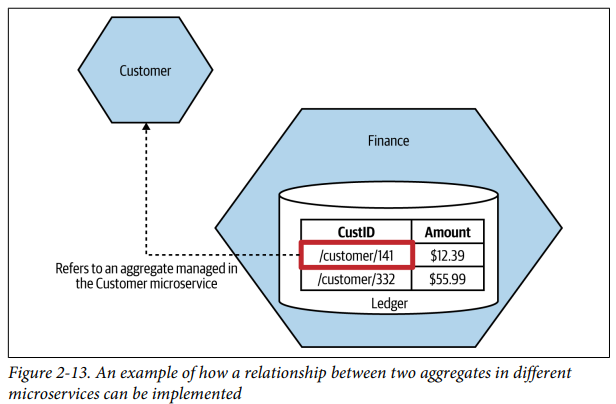 Customer
Finance
CustID Amount
/customer/141 $12.39
/customer/332 $55.99
Ledger
Refers to an aggregate managed in
the Customer microservice
Figure 2-13. An example of how a relationship between two aggregates in different
microservices can be implemented